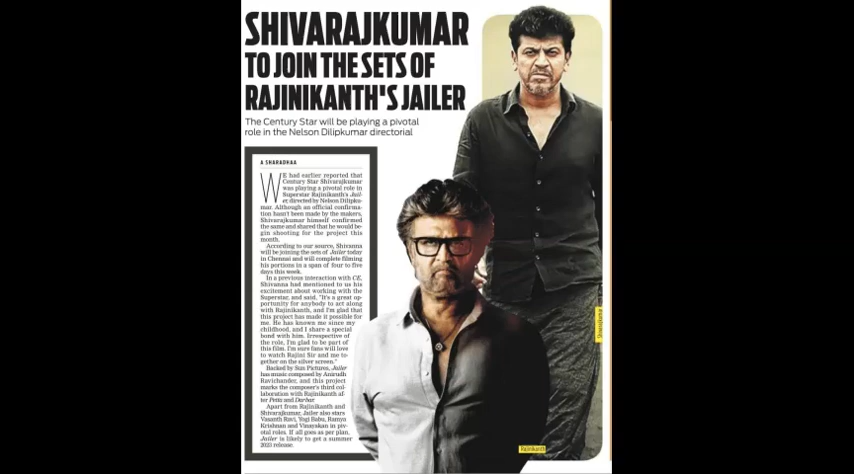 SHIVARAJKUMAR
TO JOIN THE SETS OF
RAJINIKANTH'S JAILER
The Century Star will be playing a pivotal
role in the Nelson Dilipkumar directorial
A SHARADHAA
WE had earlier reported that
Century Star Shivarajkumar
was playing a pivotal role in
Superstar Rajinikanth's Jail-
er, directed by Nelson Dilipku-
mar. Although an official confirma-
tion hasn't been made by the makers,
Shivarajkumar himself confirmed
the same and shared that he would be-
gin shooting for the project this
month.
According to our source, Shivanna
will be joining the sets of Jailer today
in Chennai and will complete filming
his portions in a span of four to five
days this week.
In a previous interaction with CE,
Shivanna had mentioned to us his
excitement about working with the
Superstar, and said, "It's a great op-
portunity for anybody to act along
with Rajinikanth, and I'm glad that
this project has made it possible for
me. He has known me since my
childhood, and I share a special
bond with him. Irrespective of
the role, I'm glad to be part of
this film. I'm sure fans will love
to watch Rajini Sir and me to-
gether on the silver screen."
Backed by Sun Pictures, Jailer
has music composed by Anirudh
Ravichander, and this project
marks the composer's third col-
laboration with Rajinikanth af-
ter Petta and Darbar.
Apart from Rajinikanth and
Shivarajkumar, Jailer also stars
Vasanth Ravi, Yogi Babu, Ramya
Krishnan and Vinayakan in piv-
otal roles. If all goes as per plan,
Jailer is likely to get a summer
2023 release.
Shivarajkumar
Rajinikanth